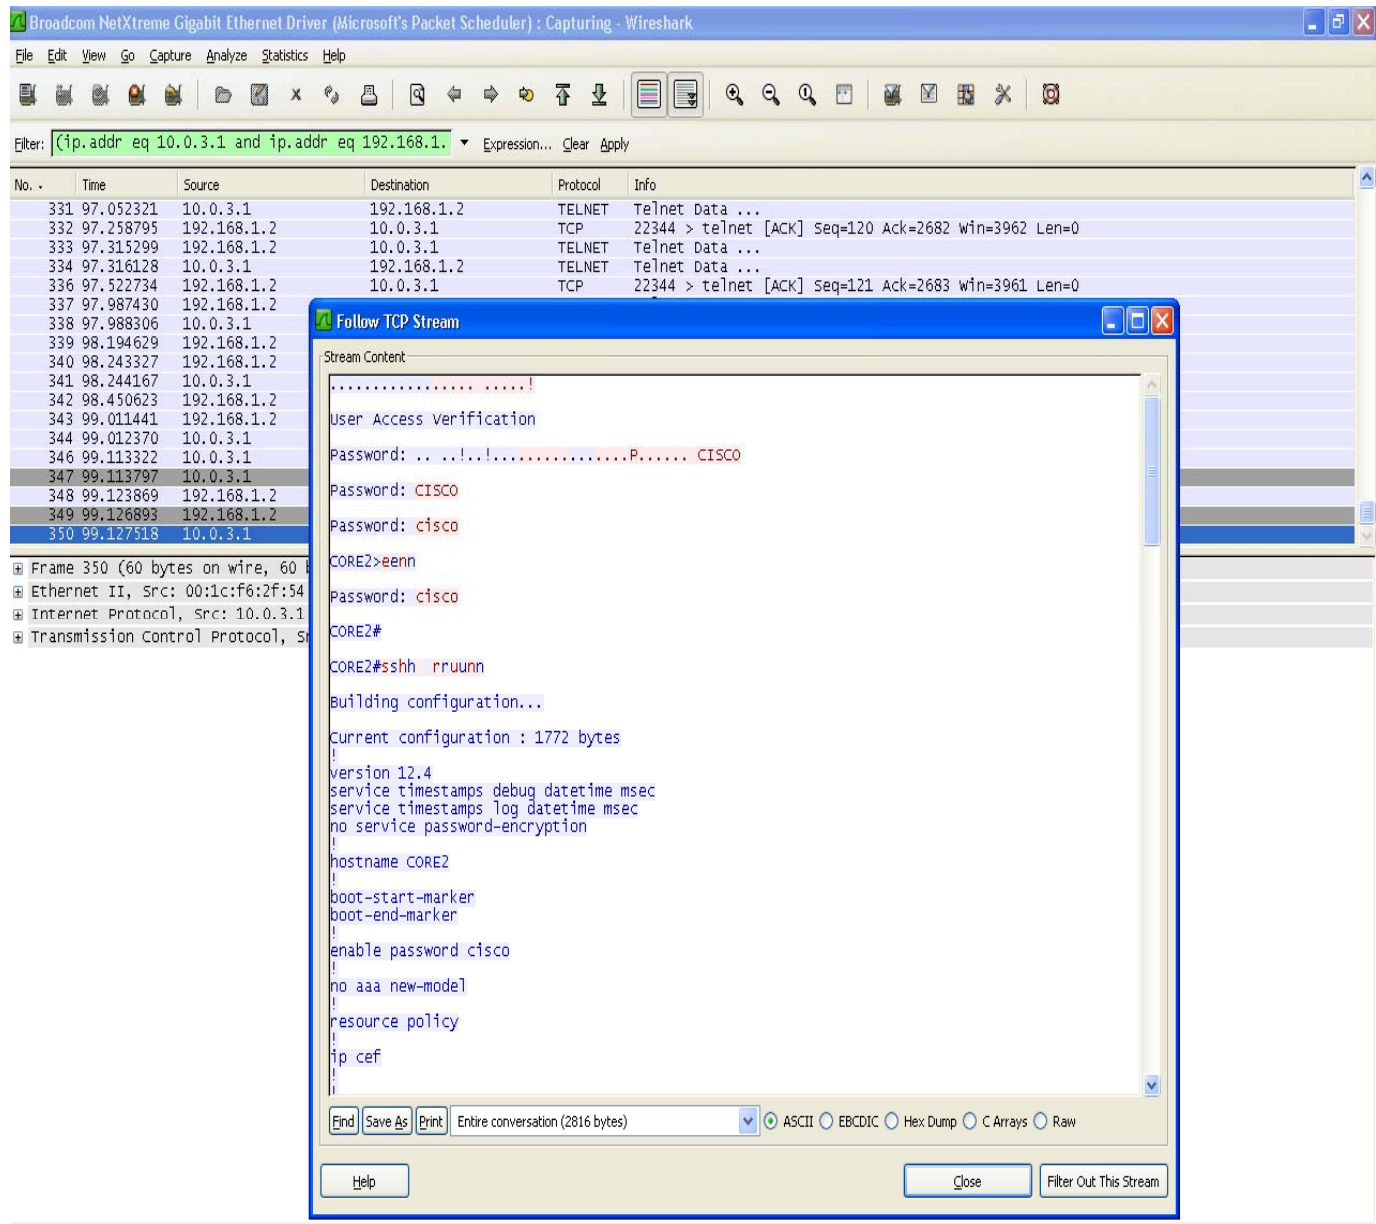 Broadcom NetXtreme Gigabit Ethernet Driver (Microsoft's Packet Scheduler) : Capturing - Wireshark
File Edit View Go Capture Analyze Statistics Help
Filter: (ip.addr eq 10.0.3.1 and ip.addr eq 192.168.1. Expression... Clear Apply
No. - Time Source Destination Protocol Info
331 97.052321 10.0.3.1 192.168.1.2 TELNET Telnet Data ...
332 97.258795 192.168.1.2 10.0.3.1 TCP 22344 > telnet [ACK] Seq=120 Ack=2682 Win=3962 Len=0
333 97.315299 192.168.1.2 10.0.3.1 TELNET Telnet Data ...
334 97.316128 10.0.3.1 192.168.1.2 TELNET Telnet Data ...
336 97.522734 192.168.1.2 10.0.3.1 TCP 22344 > telnet [ACK] Seq=121 Ack=2683 Win=3961 Len=0
337 97.987430 192.168.1.2
338 97.988306 10.0.3.1
339 98.194629 192.168.1.2
340 98.243327 192.168.1.2
341 98.244167 10.0.3.1
342 98.450623 192.168.1.2
343 99.011441 192.168.1.2
344 99.012370 10.0.3.1
346 99.113322 10.0.3.1
347 99.113797 10.0.3.1
348 99.123869 192.168.1.2
349 99.126893 192.168.1.2
350 99.127518 10.0.3.1
Frame 350 (60 bytes on wire, 60
Ethernet II, Src: 00:1c:f6:2f:54
Internet Protocol, Src: 10.0.3.1
Transmission Control Protocol,
Follow TCP Stream
Stream Content
................. .....!
User Access Verification
Password: .. ..!..!................P...... CISCO
Password: CISCO
Password: cisco
CORE2>eenn
Password: cisco
CORE2#
CORE2#sshh  rruunn
Building configuration...
Current configuration : 1772 bytes
!
version 12.4
service timestamps debug datetime msec
service timestamps log datetime msec
no service password-encryption
!
hostname CORE2
!
boot-start-marker
boot-end-marker
!
enable password cisco
!
no aaa new-model
!
resource policy
!
ip cef
!
!
Find Save As Print Entire conversation (2816 bytes) ASCII EBCDIC Hex Dump C Arrays Raw
Help Close Filter Out This Stream